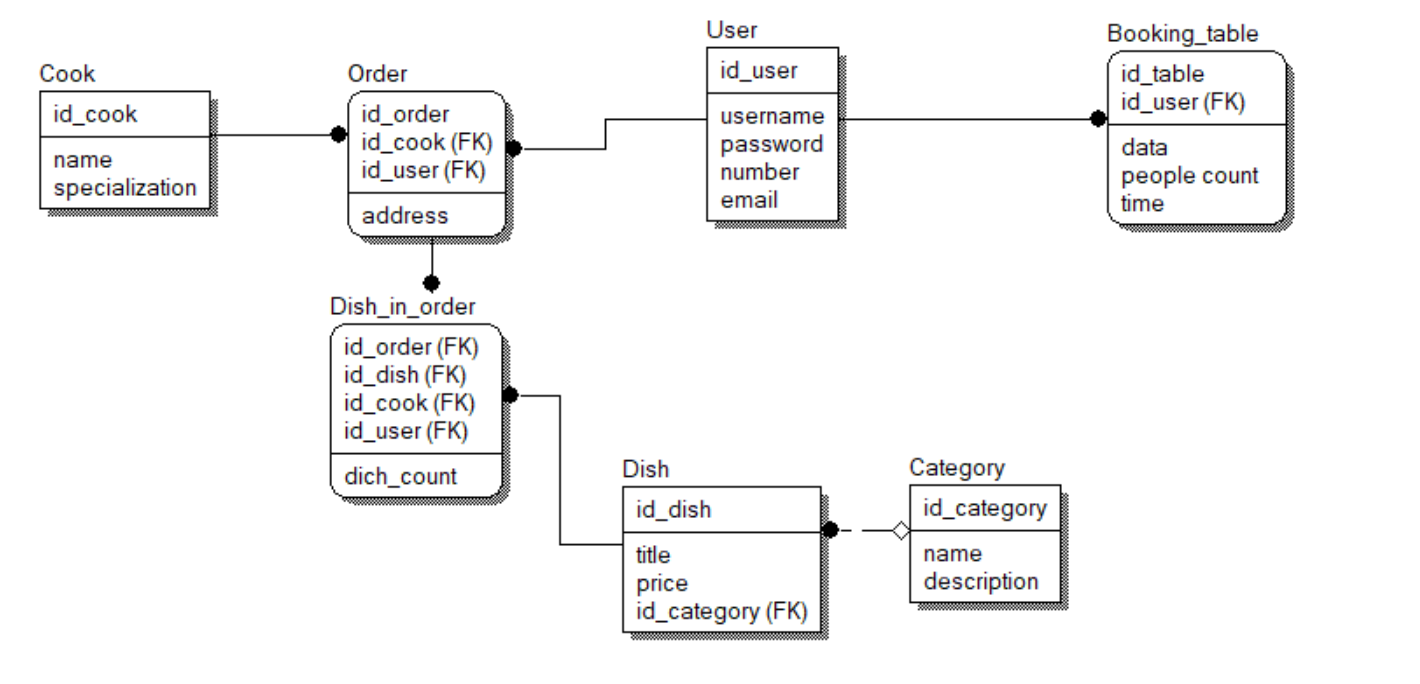 Cook
id_cook
name
specialization
Order
id_order
id_cook (FK)
id_user (FK)
address
User
id_user
username
password
number
email
Booking_table
id_table
id_user (FK)
data
people count
time
Dish_in_order
id_order (FK)
id_dish (FK)
id_cook (FK)
id_user (FK)
dich_count
Dish
id_dish
title
price
id_category (FK)
Category
id_category
name
description